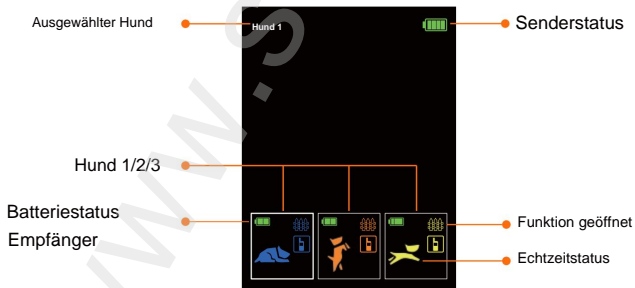 Ausgewählter Hund
Hund 1
Senderstatus
Hund 1/2/3
Batteriestatus
Empfänger
Funktion geöffnet
Echtzeitstatus